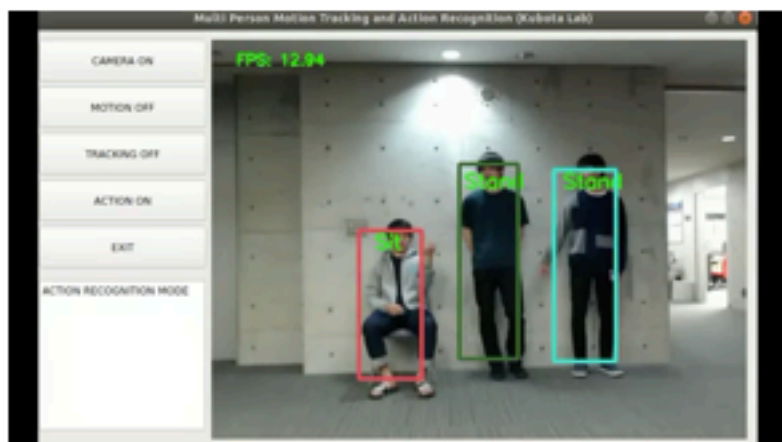 Multi Person Motion Tracking and Action Recognition (Kubota Lab)
CAMERA ON
MOTION OFF
TRACKING OFF
ACTION ON
EXIT
ACTION RECOGNITION MODE
FPS: 12.94
Sit
Stand
Stand